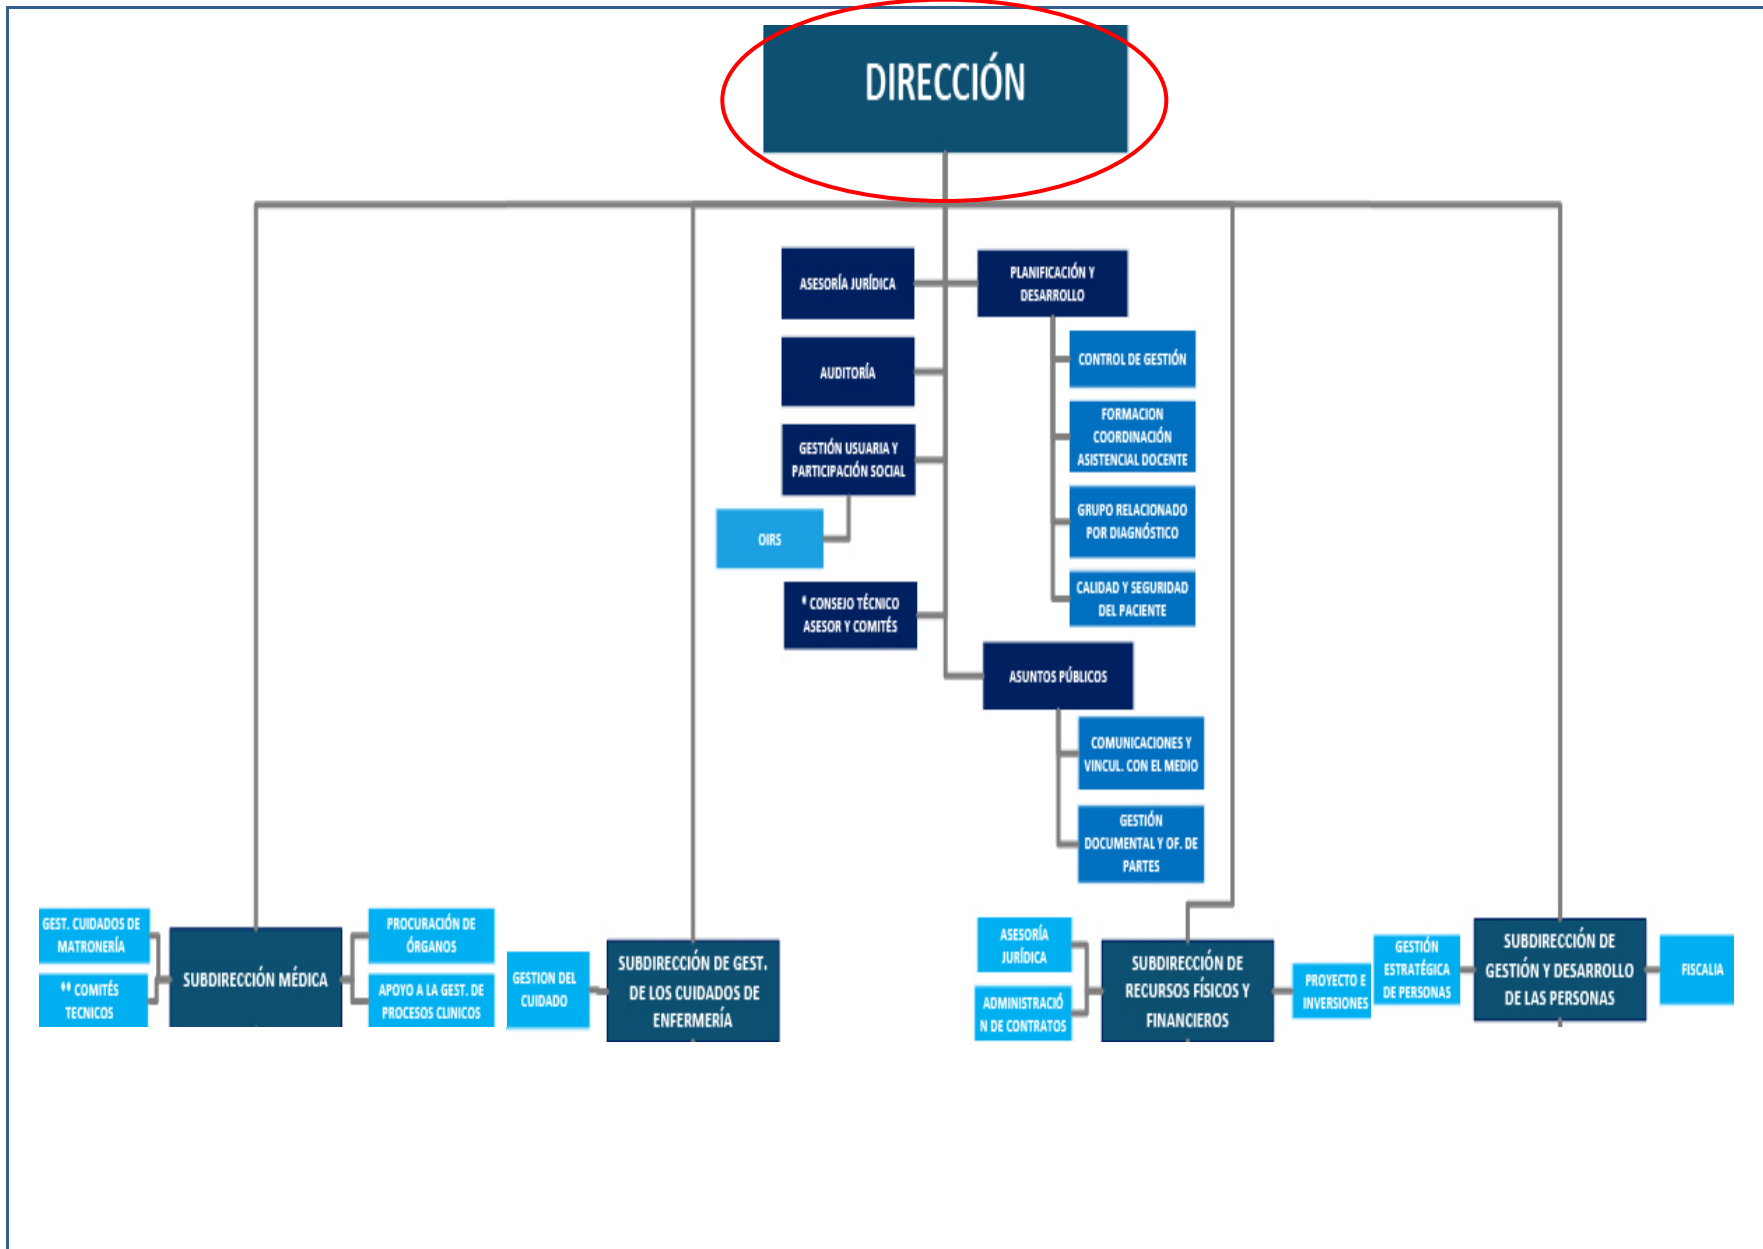 DIRECCIÓN
ASESORÍA JURÍDICA
PLANIFICACIÓN Y
DESARROLLO
AUDITORÍA
CONTROL DE GESTIÓN
FORMACION
COORDINACIÓN
ASISTENCIAL DOCENTE
GESTIÓN USUARIA Y
PARTICIPACIÓN SOCIAL
GRUPO RELACIONADO
POR DIAGNÓSTICO
OIRS
CALIDAD Y SEGURIDAD
DEL PACIENTE
* CONSEJO TÉCNICO
ASESOR Y COMITÉS
ASUNTOS PÚBLICOS
COMUNICACIONES Y
VINCUL. CON EL MEDIO
GESTIÓN
DOCUMENTAL Y OF. DE
PARTES
GEST. CUIDADOS DE
MATRONERÍA
** COMITÉS
TECNICOS
SUBDIRECCIÓN MÉDICA
PROCURACIÓN DE
ÓRGANOS
APOYO A LA GEST. DE
PROCESOS CLINICOS
GESTION DEL
CUIDADO
SUBDIRECCIÓN DE GEST.
DE LOS CUIDADOS DE
ENFERMERÍA
ASESORÍA
JURÍDICA
ADMINISTRACIÓ
N DE CONTRATOS
SUBDIRECCIÓN DE
RECURSOS FÍSICOS Y
FINANCIEROS
PROYECTO E
INVERSIONES
GESTIÓN
ESTRATÉGICA
DE PERSONAS
SUBDIRECCIÓN DE
GESTIÓN Y DESARROLLO
DE LAS PERSONAS
FISCALIA